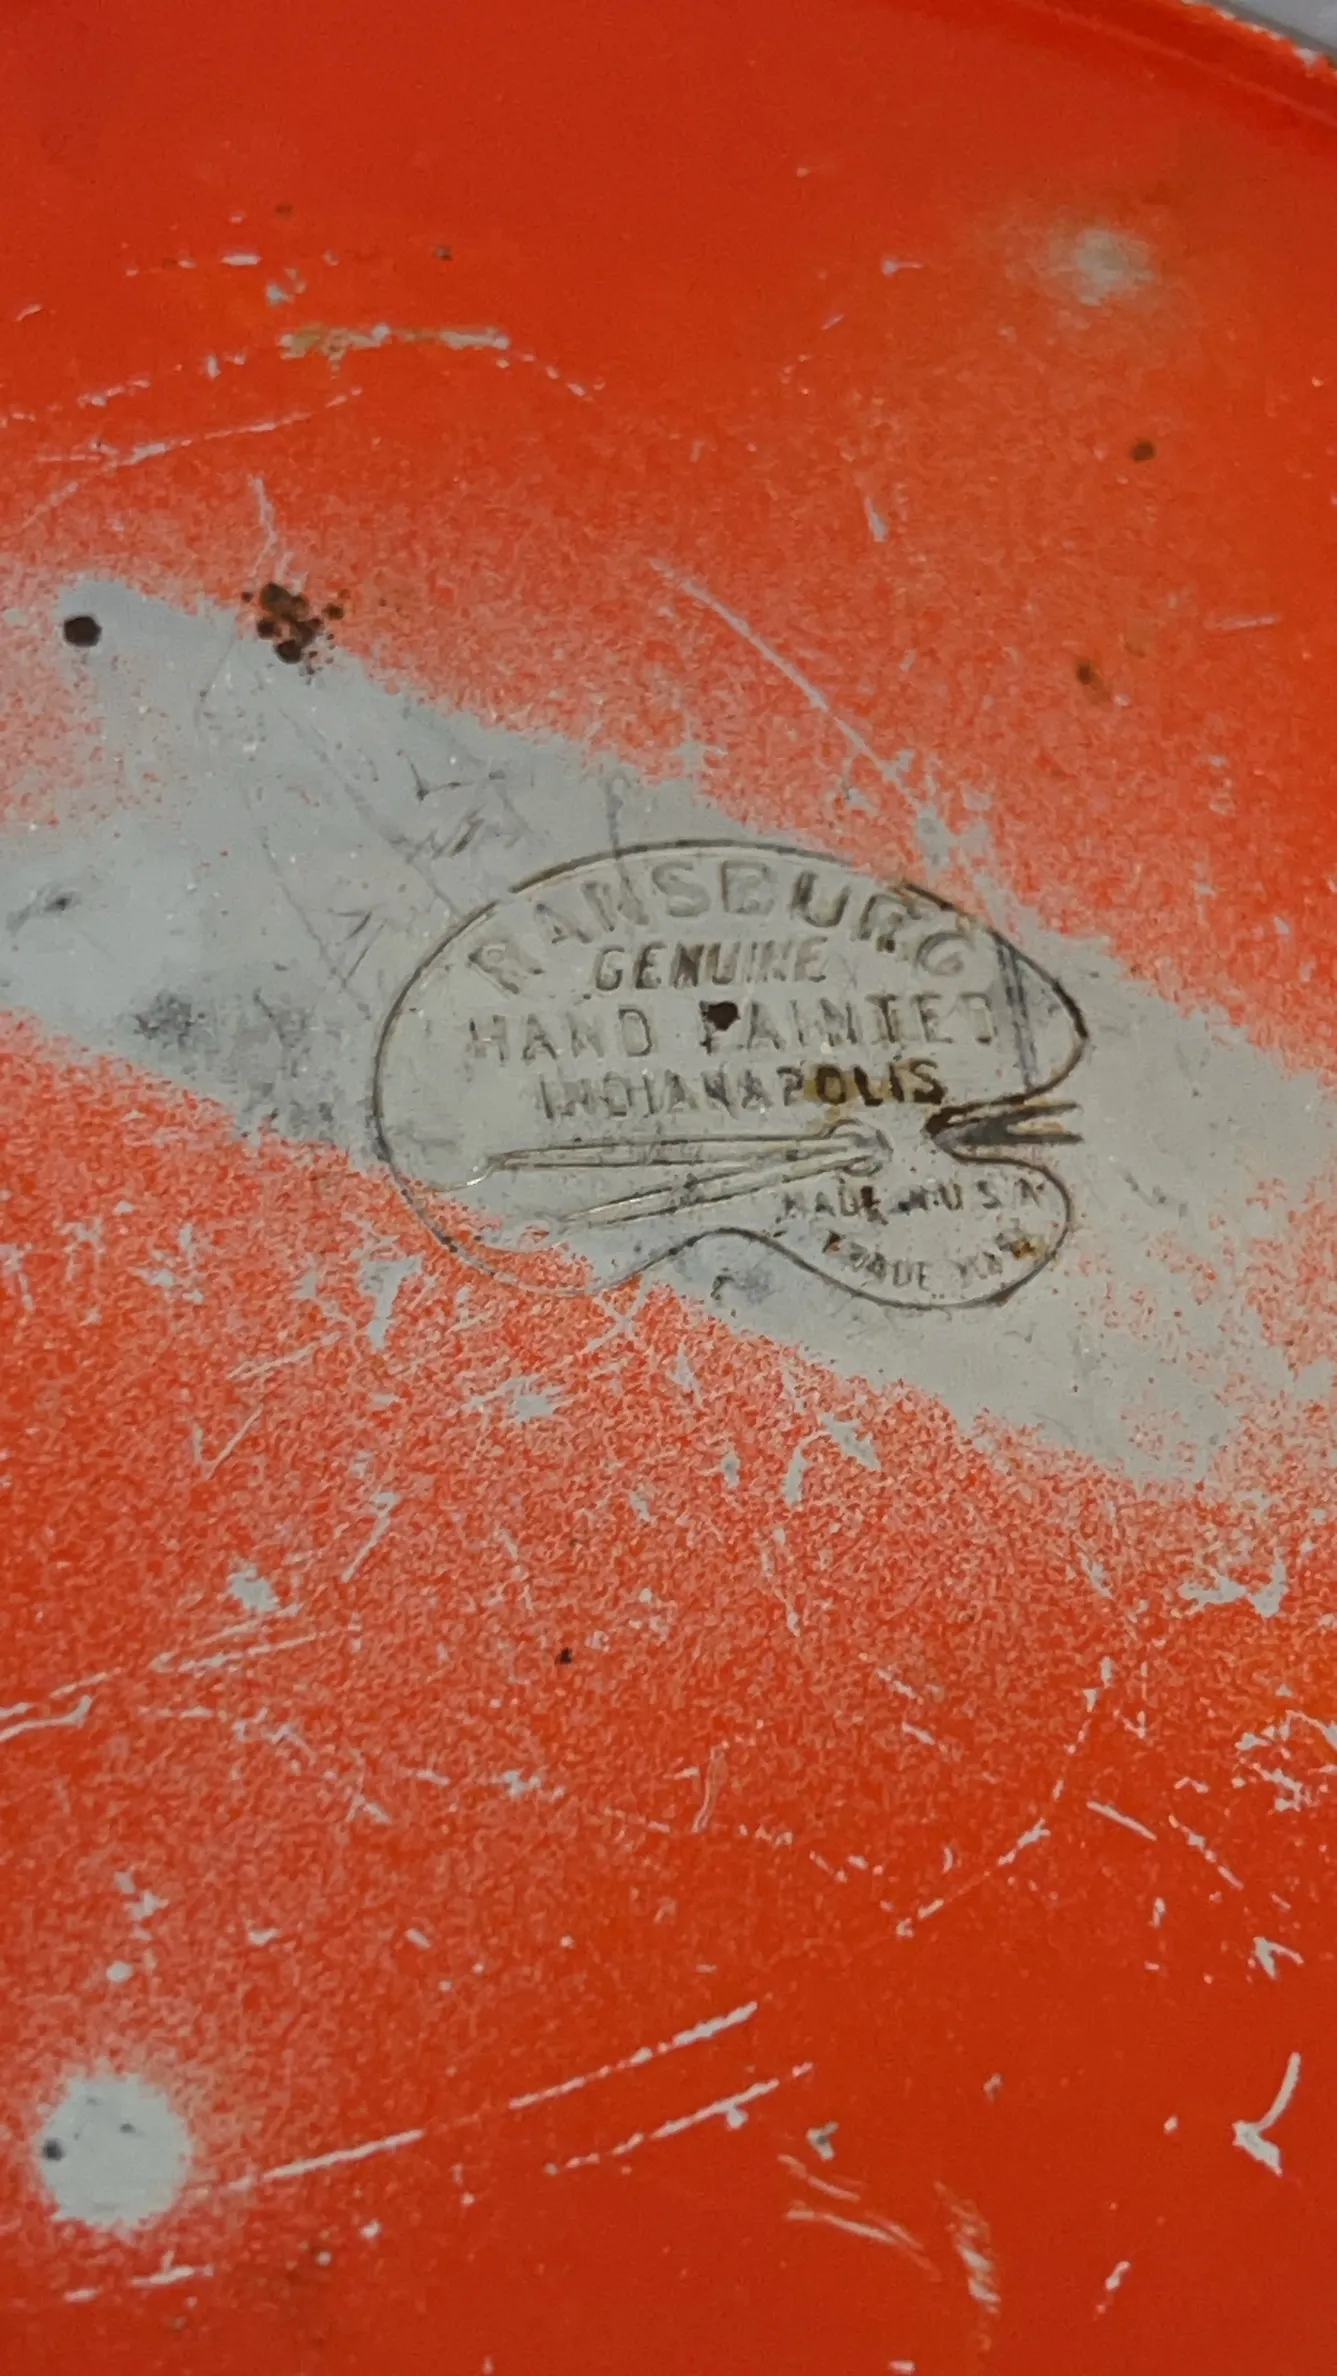 RANSBURG
GENUINE
HAND PAINTED
INDIANAPOLIS
MADE IN U S A
TRADE MARK